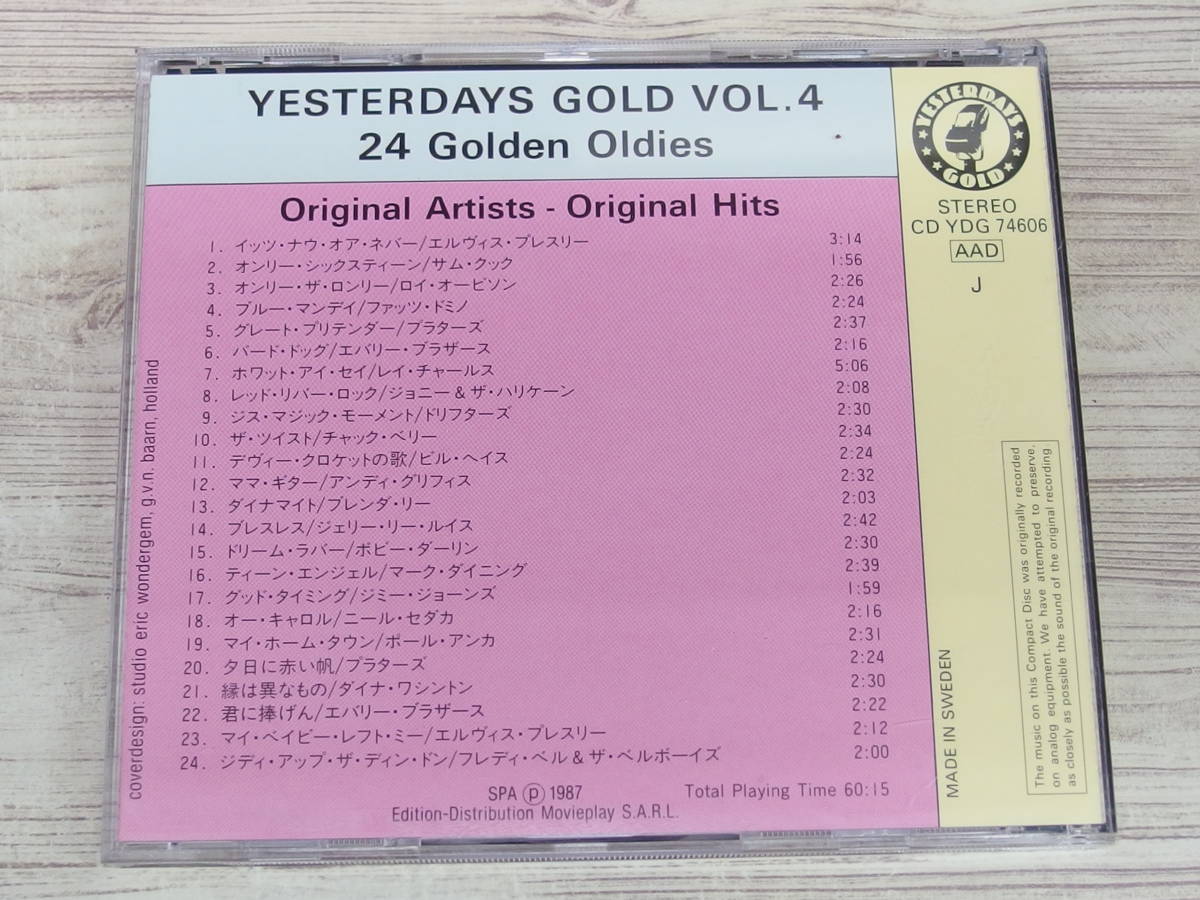 YESTERDAYS GOLD VOL.4
24 Golden Oldies
Original Artists - Original Hits
1. イッツ・ナウ・オア・ネバー/エルヴィス・プレスリー 3:14
2. オンリー・シックスティーン/サム・クック 1:56
3. オンリー・ザ・ロンリー/ロイ・オービソン 2:26
4. ブルー・マンデイ/ファッツ・ドミノ 2:24
5. グレート・プリテンダー/プラターズ 2:37
6. バード・ドッグ/エバリー・ブラザース 2:16
7. ホワット・アイ・セイ/レイ・チャールス 5:06
8. レッド・リバー・ロック/ジョニー&ザ・ハリケーン 2:08
9. ジス・マジック・モーメント/ドリフターズ 2:30
10. ザ・ツイスト/チャック・ベリー 2:34
11. デヴィー・クロケットの歌/ビル・ヘイス 2:24
12. ママ・ギター/アンディ・グリフィス 2:32
13. ダイナマイト/ブレンダ・リー 2:03
14. ブレスレス/ジェリー・リー・ルイス 2:42
15. ドリーム・ラバー/ボビー・ダーリン 2:30
16. ティーン・エンジェル/マーク・ダイニング 2:39
17. グッド・タイミング/ジミー・ジョーンズ 1:59
18. オー・キャロル/ニール・セダカ 2:16
19. マイ・ホーム・タウン/ポール・アンカ 2:31
20. 夕日に赤い帆/プラターズ 2:24
21. 縁は異なもの/ダイナ・ワシントン 2:30
22. 君に捧げん/エバリー・ブラザース 2:22
23. マイ・ベイビー・レフト・ミー/エルヴィス・プレスリー 2:12
24. ジディ・アップ・ザ・ディン・ドン/フレディ・ベル&ザ・ベルボーイズ 2:00
SPA ℗ 1987 Total Playing Time 60:15
Edition-Distribution Movieplay S.A.R.L.
coverdesign: studio eric wondergem, g.v.n. baarn, holland
YESTERDAYS
GOLD
STEREO
CD YDG 74606
AAD
J
MADE IN SWEDEN
The music on this Compact Disc was originally recorded
on analog equipment. We have attempted to preserve,
as closely as possible the sound of the original recording